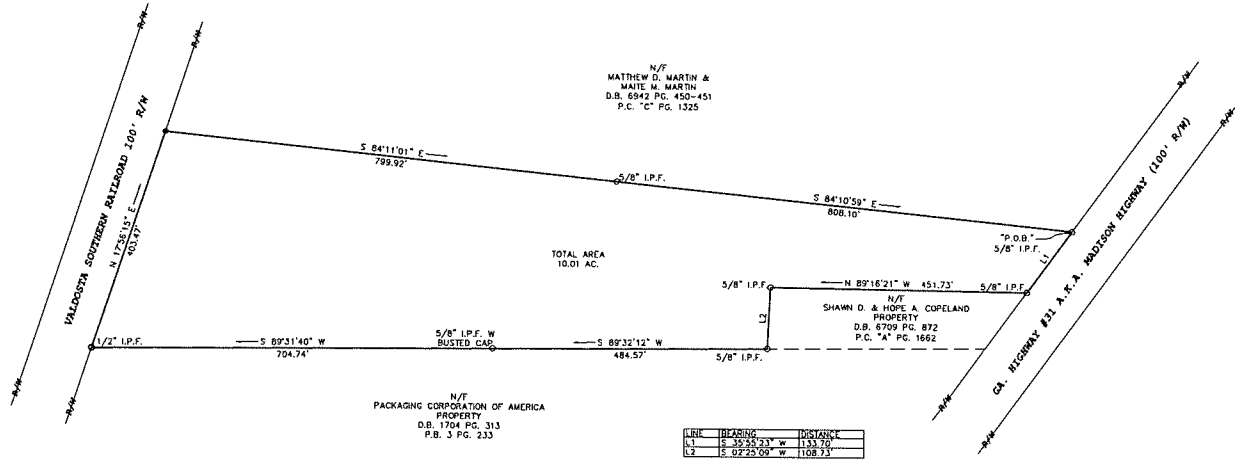 R/W
R/W
R/W
R/W
VALDOSTA SOUTHERN RAILROAD 100' R/W
N 17°56'15" E
403.47'
N/F
MATTHEW D. MARTIN &
MAITE M. MARTIN
D.B. 6942 PG. 450-451
P.C. "C" PG. 1325
S 84°11'01" E
799.92'
5/8" I.P.F.
S 84°10'59" E
808.10'
"P.O.B."
5/8" I.P.F.
L1
TOTAL AREA
10.01 AC.
5/8" I.P.F.
N 89°16'21" W 451.73'
5/8" I.P.F.
N/F
SHAWN D. & HOPE A. COPELAND
PROPERTY
D.B. 6709 PG. 872
P.C. "A" PG. 1662
L2
1/2" I.P.F.
S 89°31'40" W
704.74'
5/8" I.P.F. W
BUSTED CAP
S 89°32'12" W
484.57'
5/8" I.P.F.
N/F
PACKAGING CORPORATION OF AMERICA
PROPERTY
D.B. 1704 PG. 313
P.B. 3 PG. 233
R/W
R/W
GA. HIGHWAY #31 A.K.A. MADISON HIGHWAY (100' R/W)
R/W
R/W
LINE BEARING DISTANCE
L1 S 35°55'23" W 133.70'
L2 S 02°25'09" W 108.73'